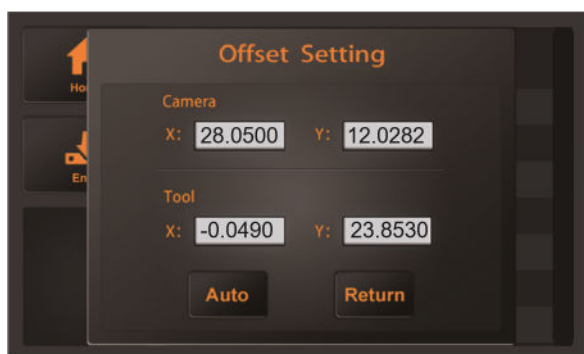 Offset Setting
Camera
X: 28.0500 Y: 12.0282
Tool
X: -0.0490 Y: 23.8530
Auto Return